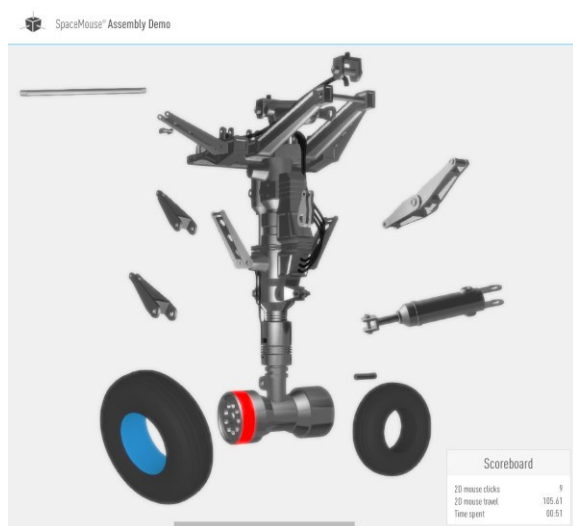 SpaceMouse® Assembly Demo
Scoreboard
2D mouse clicks 9
2D mouse travel 105.61
Time spent 00:51